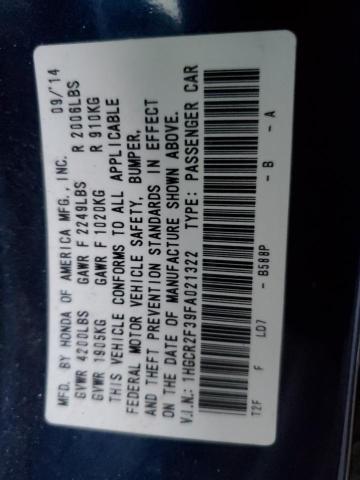 MFD. BY HONDA OF AMERICA MFG., INC. 09/'14
GVWR 4200LBS GAWR F 2249LBS R 2006LBS
GVWR 1905KG GAWR F 1020KG R 910KG
THIS VEHICLE CONFORMS TO ALL APPLICABLE
FEDERAL MOTOR VEHICLE SAFETY, BUMPER,
AND THEFT PREVENTION STANDARDS IN EFFECT
ON THE DATE OF MANUFACTURE SHOWN ABOVE.
V.I.N.: 1HGCR2F39FA021322 TYPE: PASSENGER CAR
T2F F LD7 - B588P - B - A